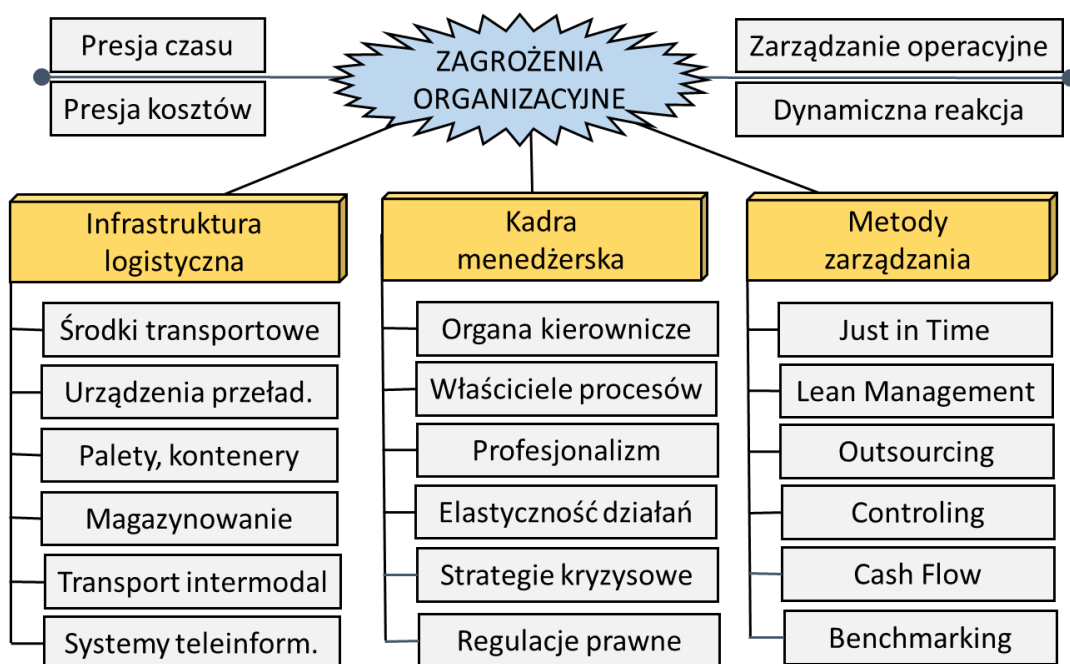 Presja czasu
Presja kosztów
ZAGROŻENIA
ORGANIZACYJNE
Zarządzanie operacyjne
Dynamiczna reakcja
Infrastruktura
logistyczna
Środki transportowe
Urządzenia przeład.
Palety, kontenery
Magazynowanie
Transport intermodal
Systemy teleinform.
Kadra
menedżerska
Organa kierownicze
Właściciele procesów
Profesjonalizm
Elastyczność działań
Strategie kryzysowe
Regulacje prawne
Metody
zarządzania
Just in Time
Lean Management
Outsourcing
Controling
Cash Flow
Benchmarking